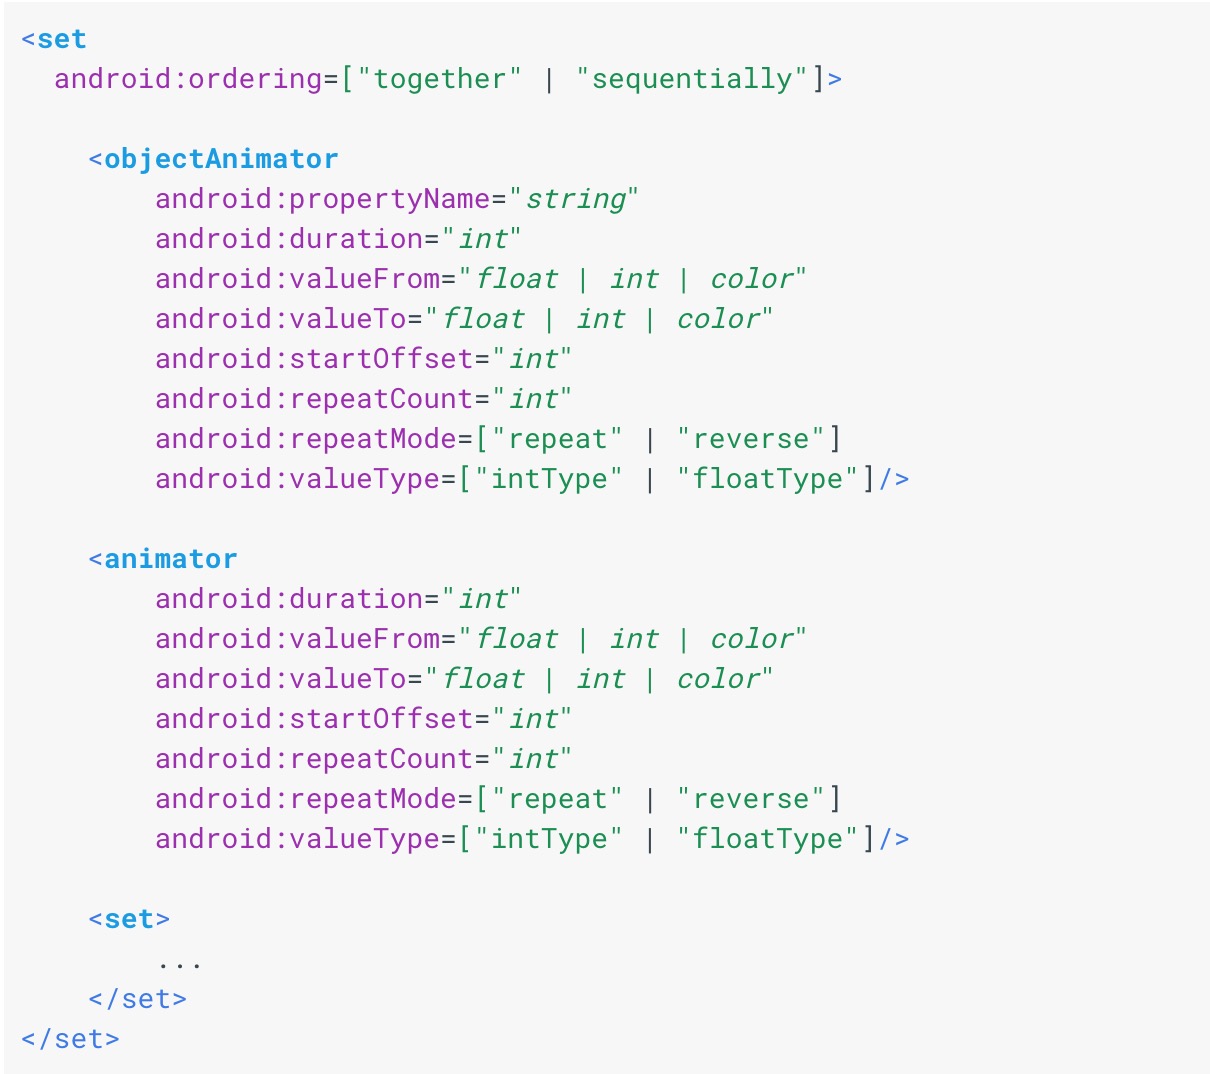 <set
  android:ordering=["together" | "sequentially"]>

    <objectAnimator
        android:propertyName="string"
        android:duration="int"
        android:valueFrom="float | int | color"
        android:valueTo="float | int | color"
        android:startOffset="int"
        android:repeatCount="int"
        android:repeatMode=["repeat" | "reverse"]
        android:valueType=["intType" | "floatType"]/>

    <animator
        android:duration="int"
        android:valueFrom="float | int | color"
        android:valueTo="float | int | color"
        android:startOffset="int"
        android:repeatCount="int"
        android:repeatMode=["repeat" | "reverse"]
        android:valueType=["intType" | "floatType"]/>

    <set>
        ...
    </set>
</set>